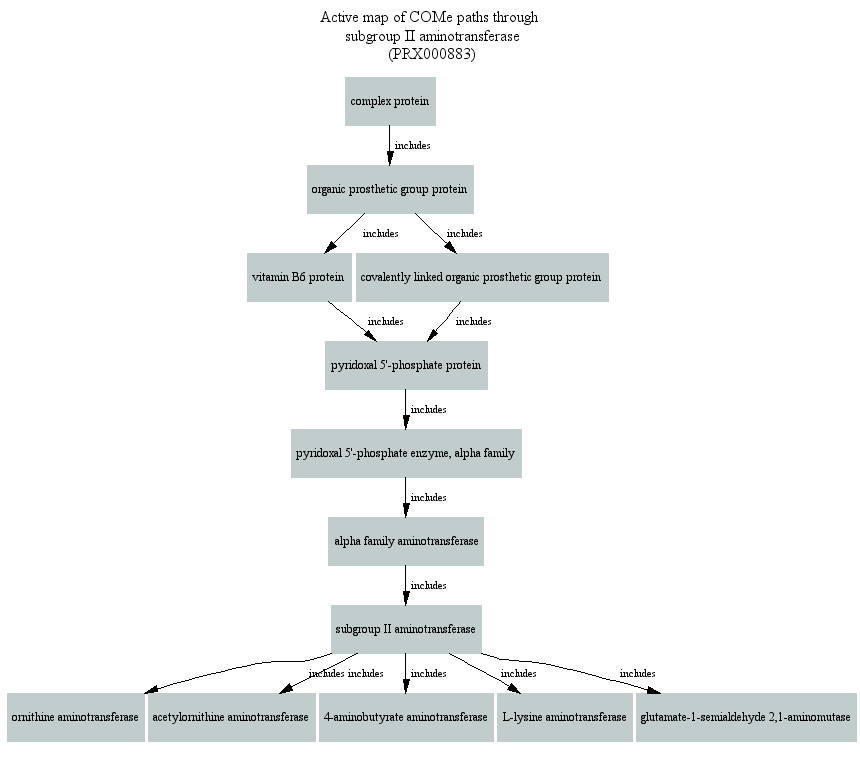 Active map of COMe paths through
subgroup II aminotransferase
(PRX000883)
complex protein
includes
organic prosthetic group protein
includes includes
vitamin B6 protein covalently linked organic prosthetic group protein
includes includes
pyridoxal 5'-phosphate protein
includes
pyridoxal 5'-phosphate enzyme, alpha family
includes
alpha family aminotransferase
includes
subgroup II aminotransferase
includes includes includes includes includes
ornithine aminotransferase acetylornithine aminotransferase 4-aminobutyrate aminotransferase L-lysine aminotransferase glutamate-1-semialdehyde 2,1-aminomutase